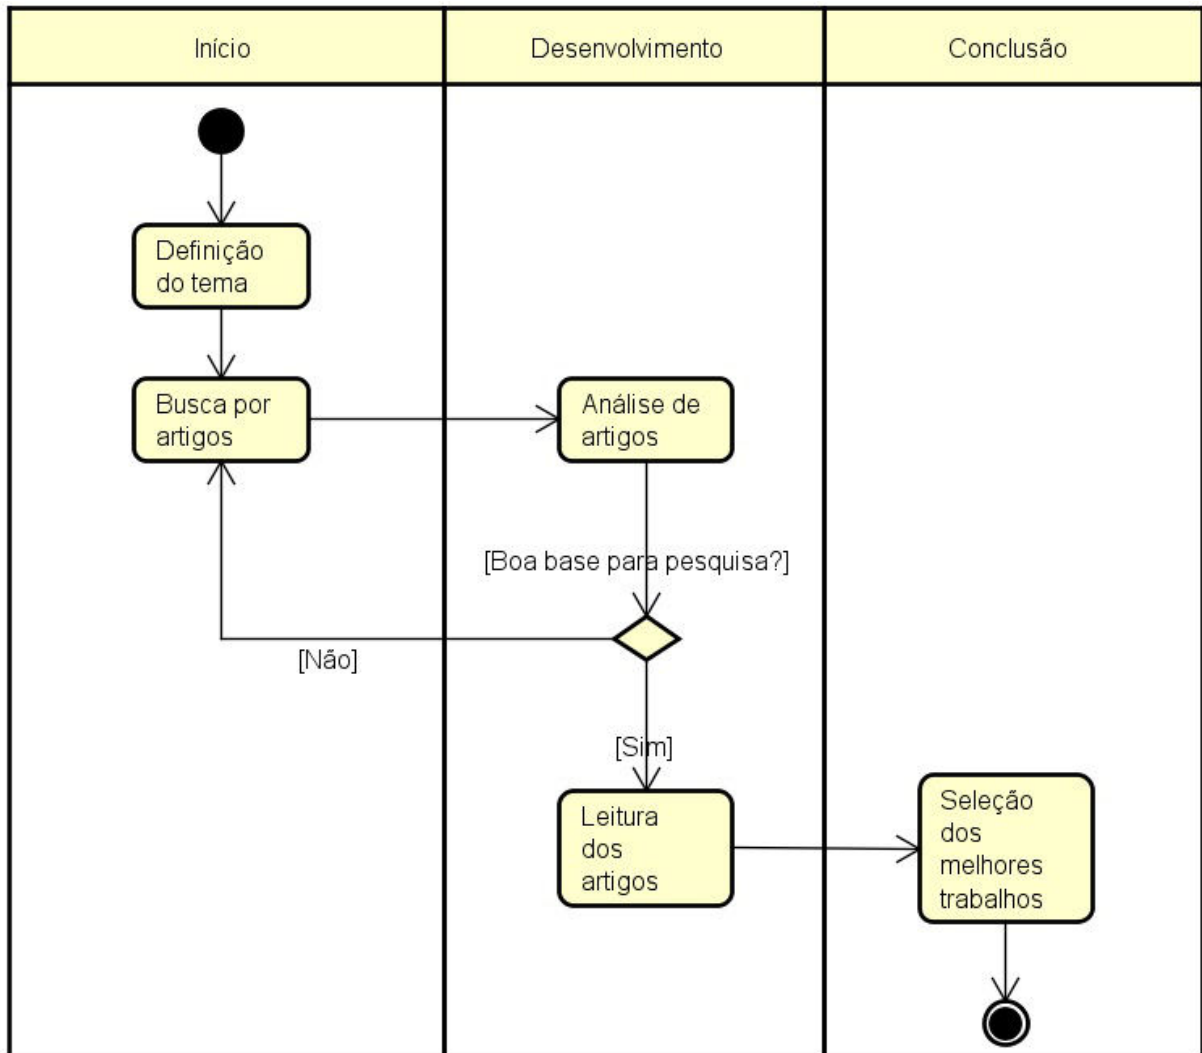 Início
Desenvolvimento
Conclusão
Definição
do tema
Busca por
artigos
Análise de
artigos
[Boa base para pesquisa?]
[Não]
[Sim]
Leitura
dos
artigos
Seleção
dos
melhores
trabalhos